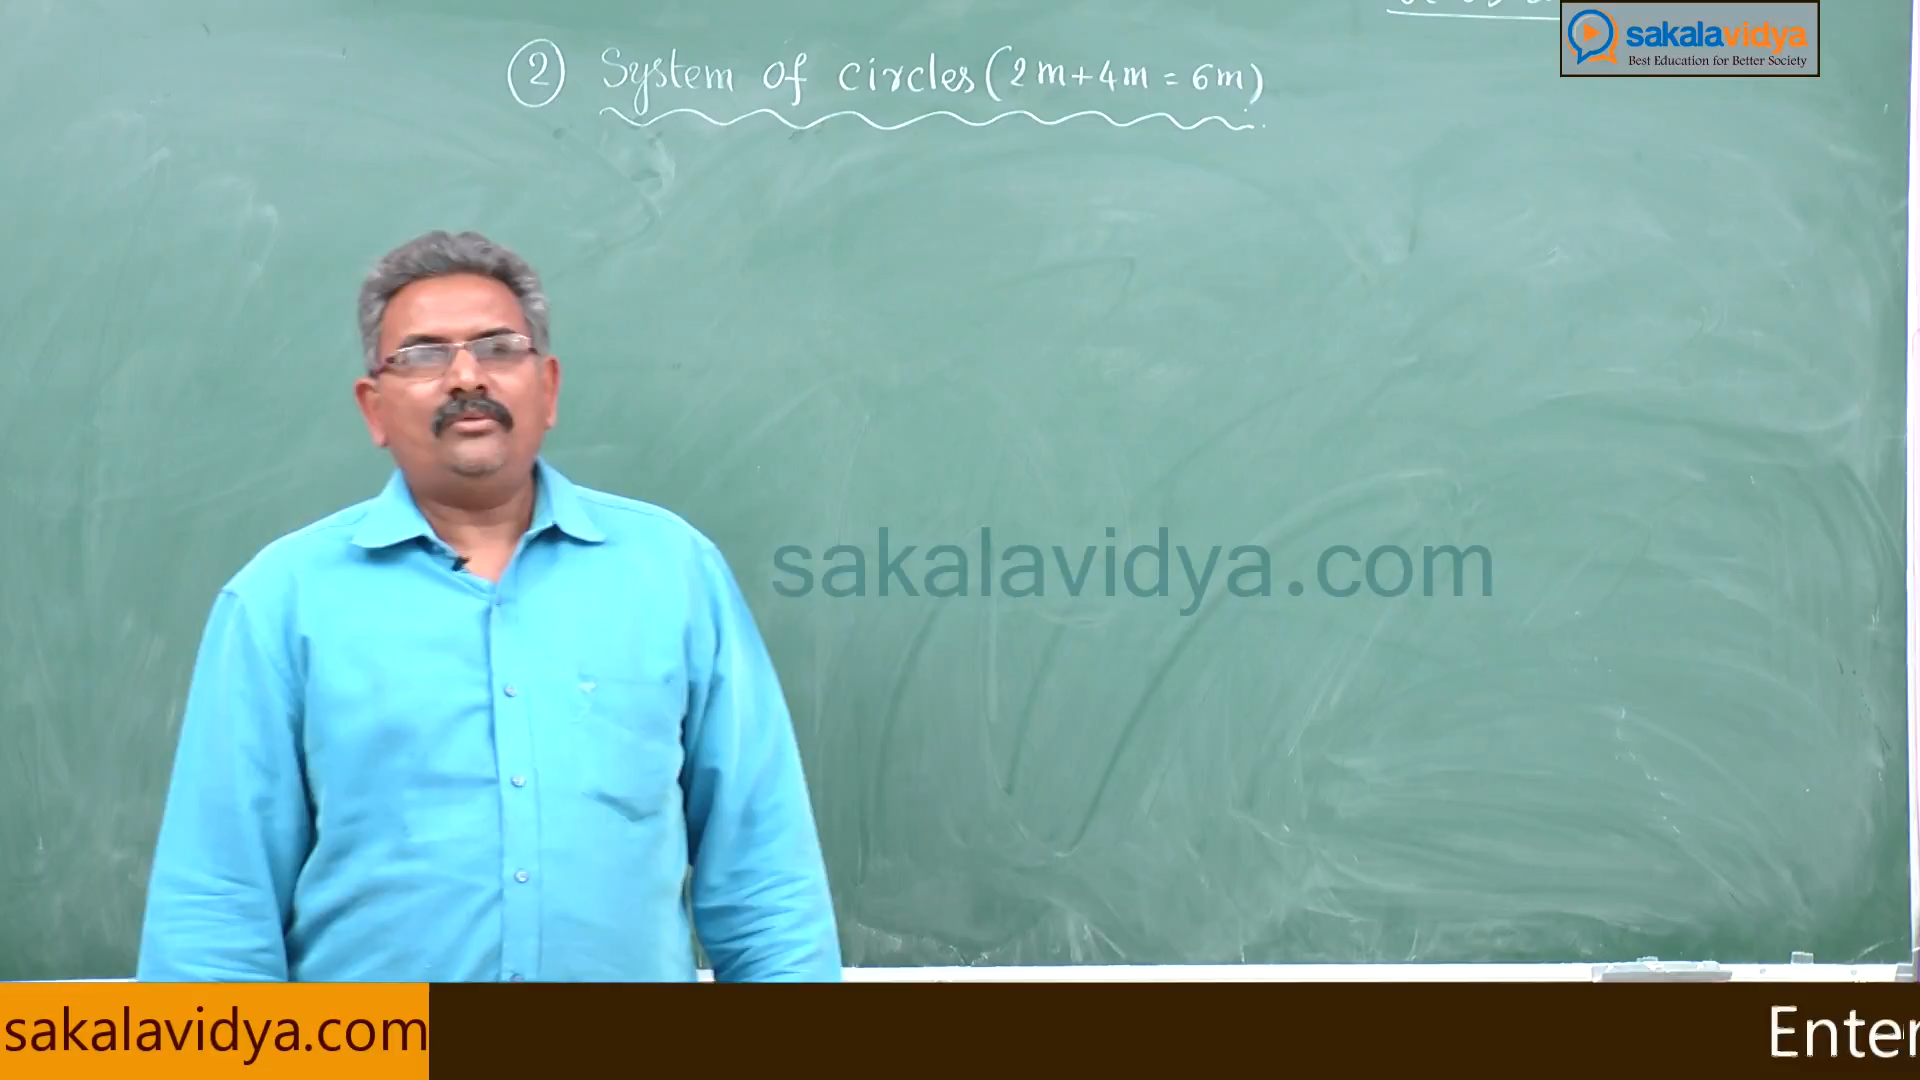 sakalavidya
Best Education for Better Society
② System of circles (2m+4m = 6m)
sakalavidya.com
sakalavidya.com
Enter